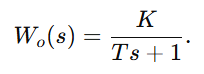 W_o(s) = \frac{K}{Ts + 1}.